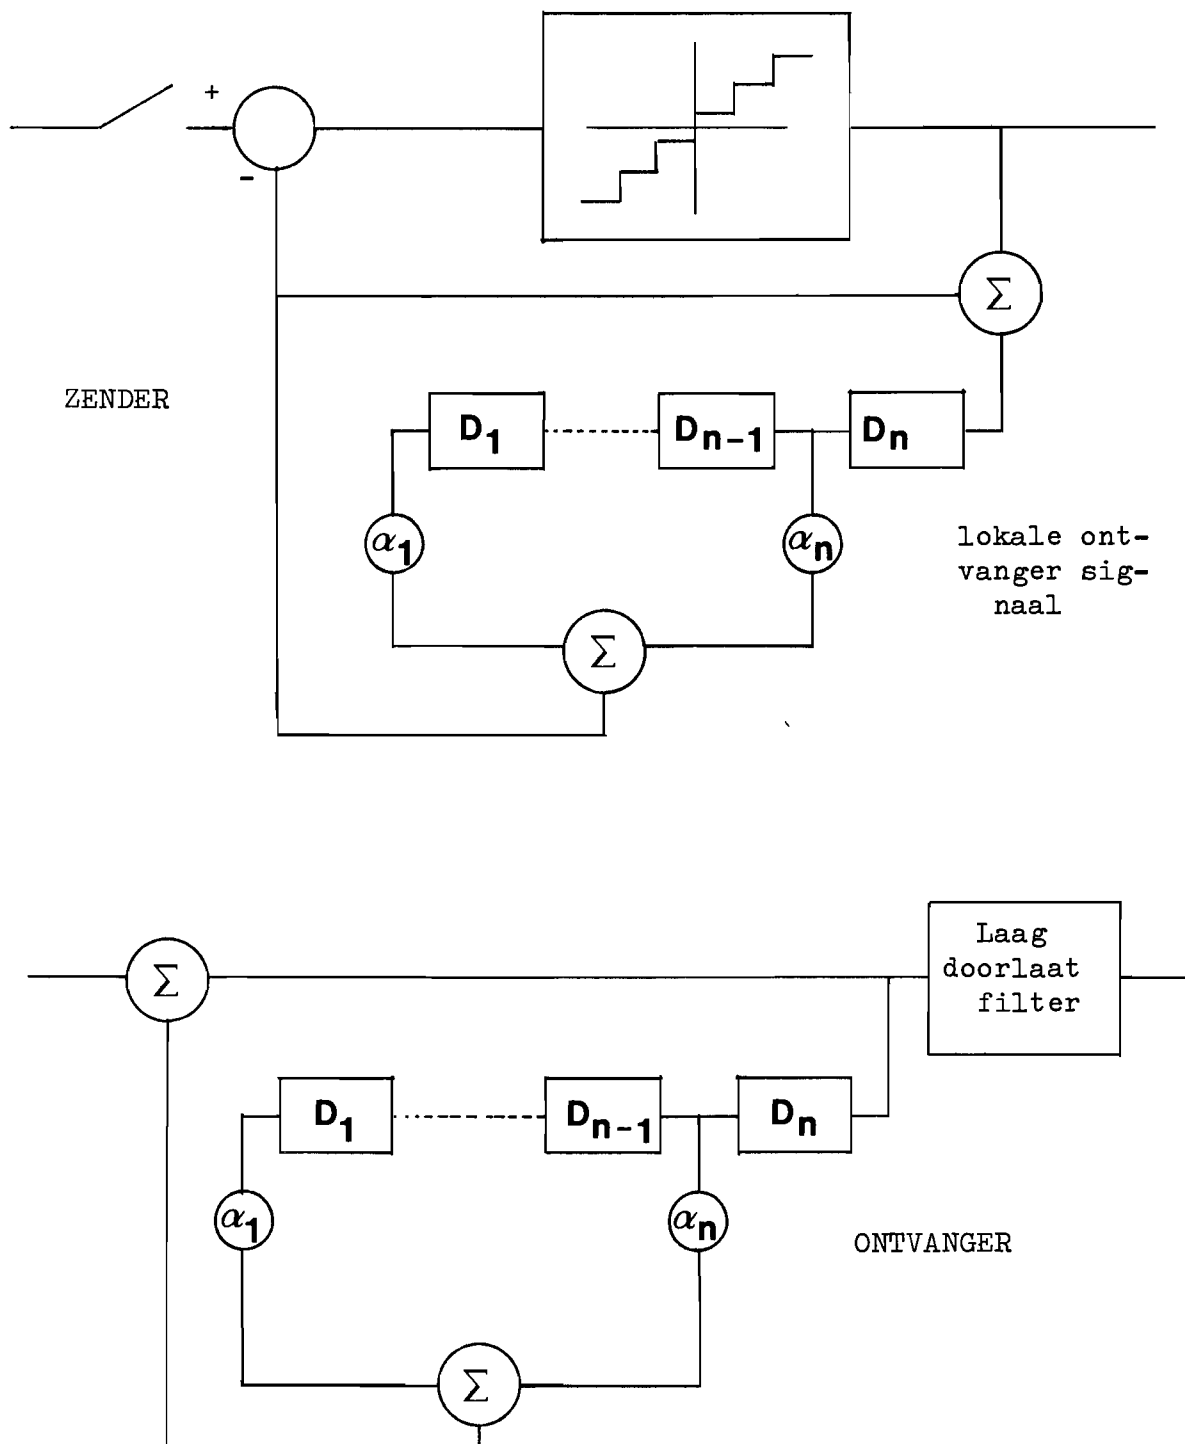 +
-
Σ
ZENDER
D1
Dn-1
Dn
α1
αn
lokale ont-
vanger sig-
naal
Σ
Laag
doorlaat
filter
Σ
D1
Dn-1
Dn
α1
αn
ONTVANGER
Σ